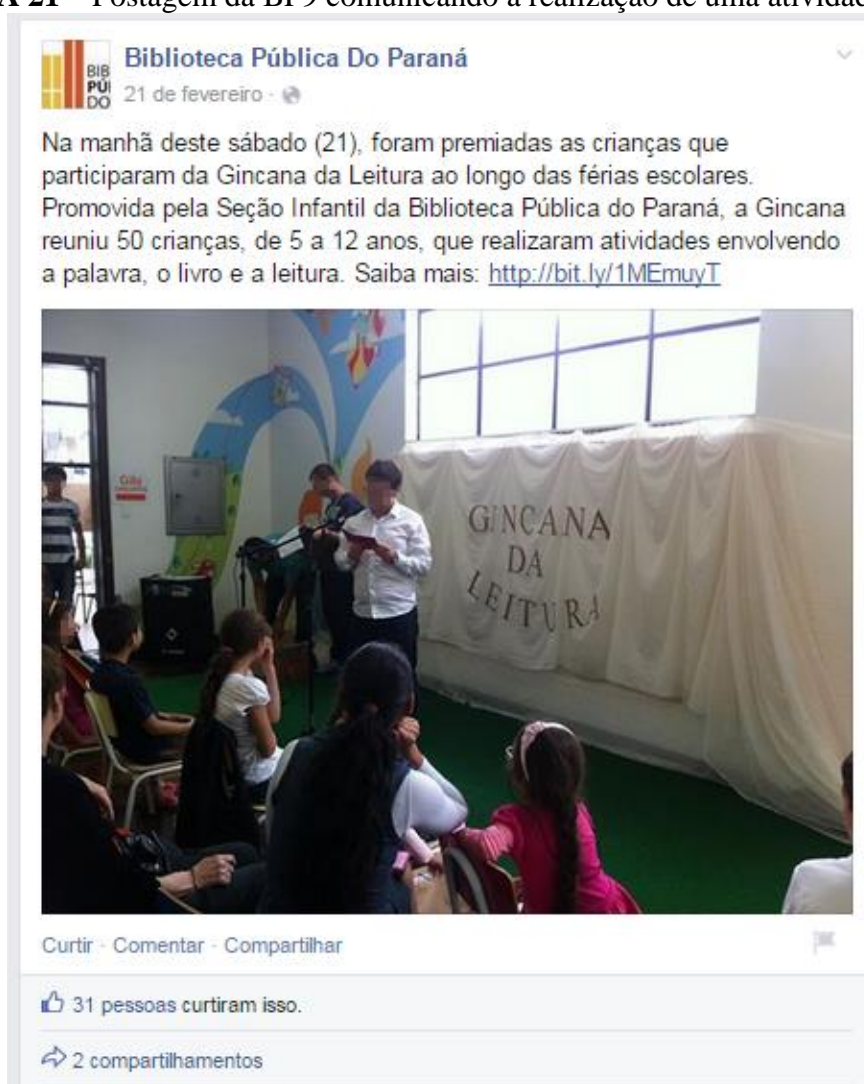 A 21 – Postagem da BP9 comunicando a realização de uma atividad
BIB
PÚ
DO
Biblioteca Pública Do Paraná
21 de fevereiro ·
Na manhã deste sábado (21), foram premiadas as crianças que
participaram da Gincana da Leitura ao longo das férias escolares.
Promovida pela Seção Infantil da Biblioteca Pública do Paraná, a Gincana
reuniu 50 crianças, de 5 a 12 anos, que realizaram atividades envolvendo
a palavra, o livro e a leitura. Saiba mais: http://bit.ly/1MEmuyT
GINCANA
DA
LEITURA
Curtir · Comentar · Compartilhar
31 pessoas curtiram isso.
2 compartilhamentos